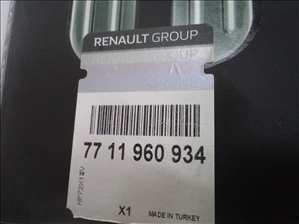 RENAULT GROUP
77 11 960 934
X1
MADE IN TURKEY